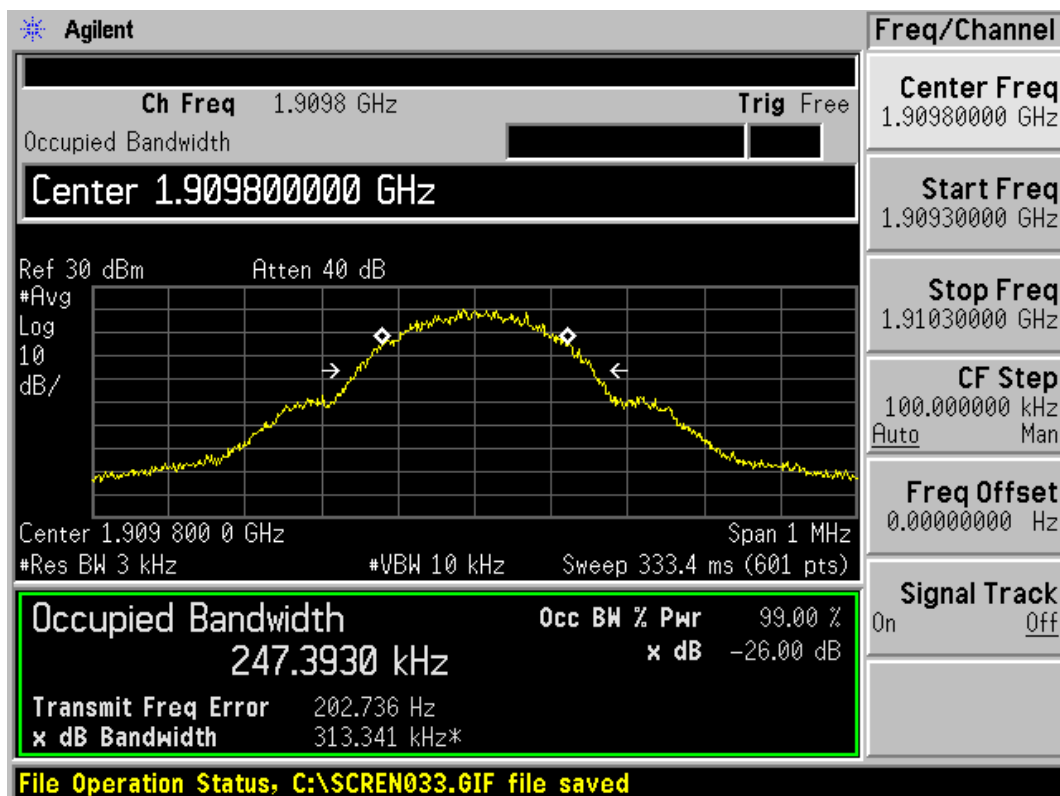 Agilent
Freq/Channel
Ch Freq 1.9098 GHz Trig Free
Occupied Bandwidth
Center 1.909800000 GHz
Ref 30 dBm Atten 40 dB
#Avg
Log
10
dB/
Center 1.909 800 0 GHz Span 1 MHz
#Res BW 3 kHz #VBW 10 kHz Sweep 333.4 ms (601 pts)
Occupied Bandwidth Occ BW % Pwr 99.00 %
247.3930 kHz x dB -26.00 dB
Transmit Freq Error 202.736 Hz
x dB Bandwidth 313.341 kHz*
File Operation Status, C:\SCREN033.GIF file saved
Center Freq
1.90980000 GHz
Start Freq
1.90930000 GHz
Stop Freq
1.91030000 GHz
CF Step
100.000000 kHz
Auto Man
Freq Offset
0.00000000 Hz
Signal Track
On Off